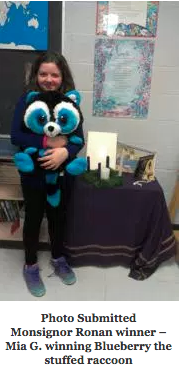 Photo Submitted
Monsignor Ronan winner –
Mia G. winning Blueberry the
stuffed raccoon